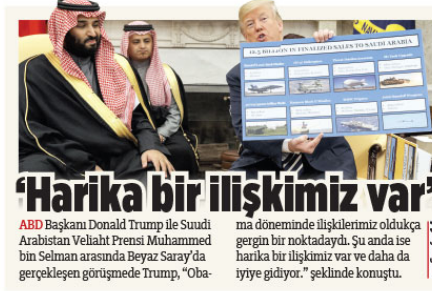 12.5 BILLION IN FINALIZED SALES TO SAUDI ARABIA
‘Harika bir ilişkimiz var’
ABD Başkanı Donald Trump ile Suudi
Arabistan Veliaht Prensi Muhammed
bin Selman arasında Beyaz Saray’da
gerçekleşen görüşmede Trump, “Oba-
ma döneminde ilişkilerimiz oldukça
gergin bir noktadaydı. Şu anda ise
harika bir ilişkimiz var ve daha da
iyiye gidiyor.” şeklinde konuştu.